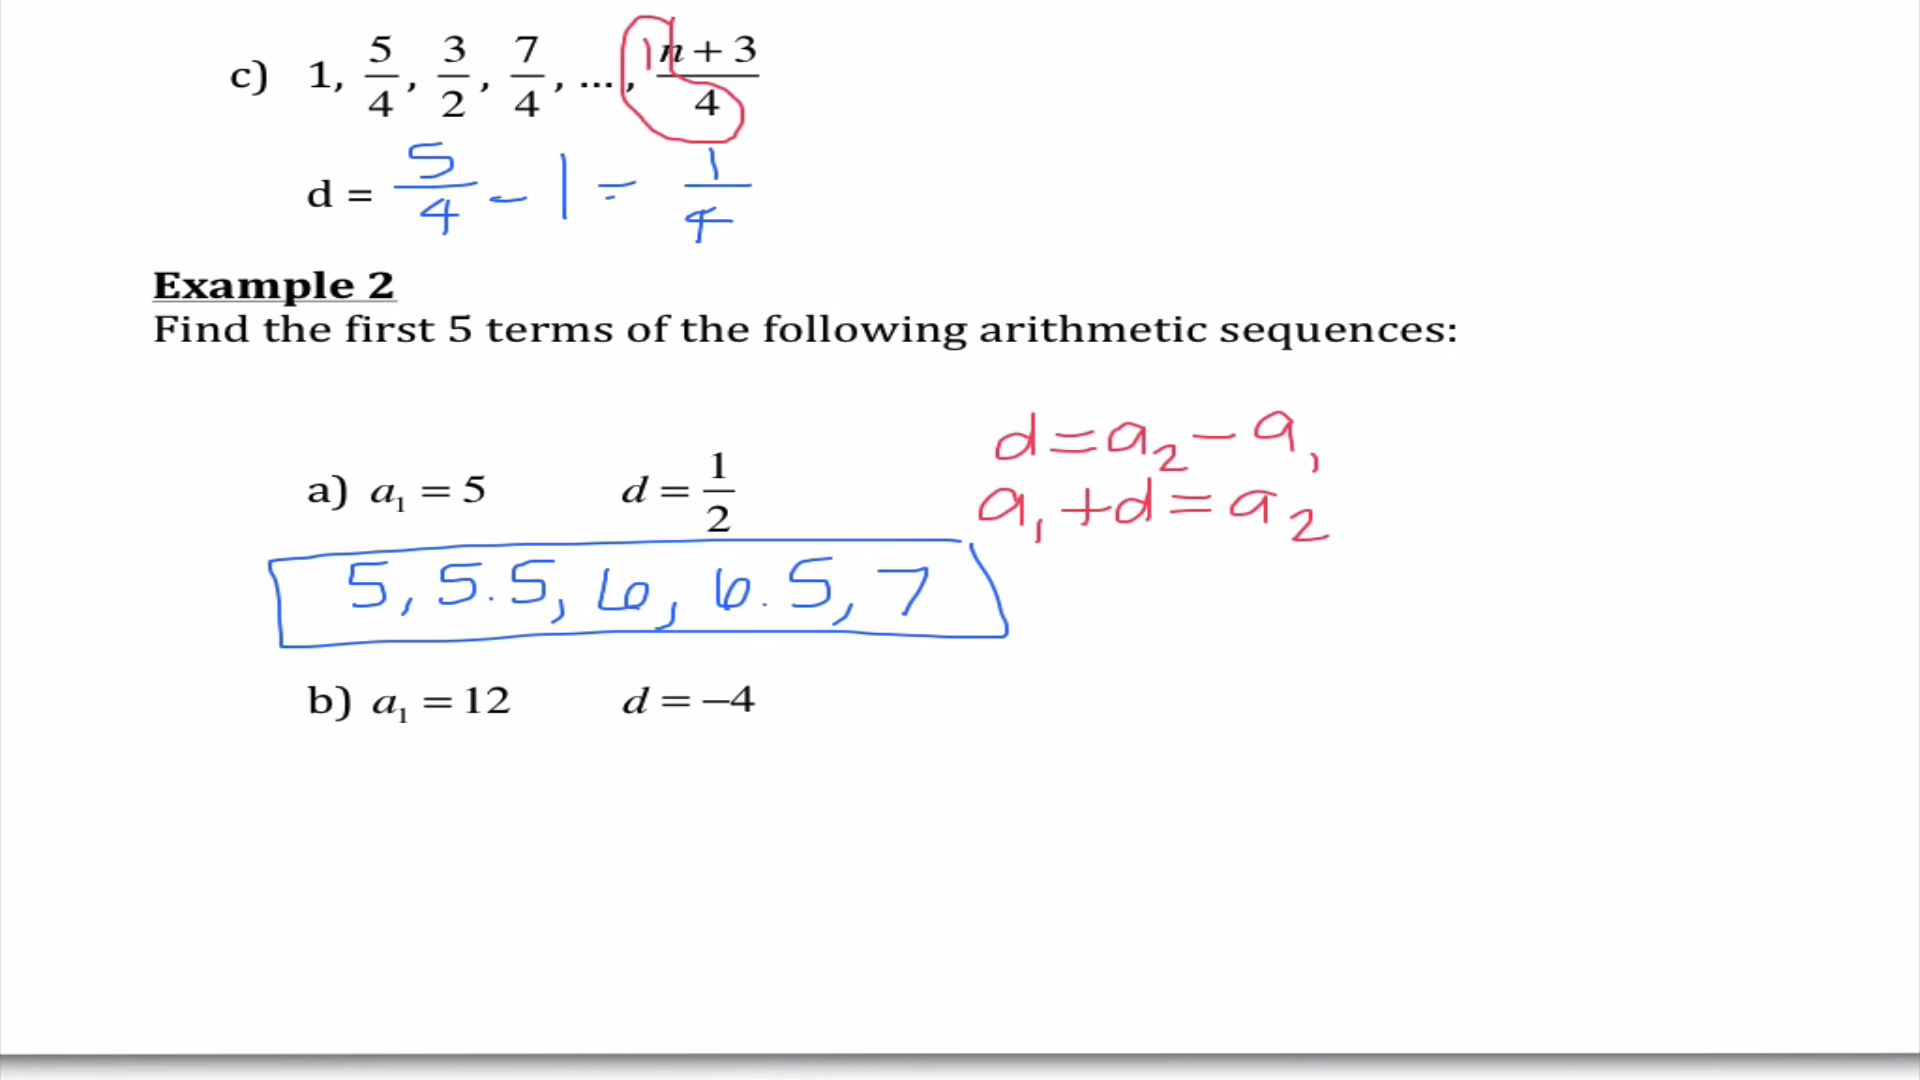 c) 1, 5/4, 3/2, 7/4, ..., 1 n + 3/4
d = 5/4 - 1 = 1/4
Example 2
Find the first 5 terms of the following arithmetic sequences:
d = a₂ - a₁
a) a₁ = 5 d = 1/2
a₁ + d = a₂
5, 5.5, 6, 6.5, 7
b) a₁ = 12 d = −4